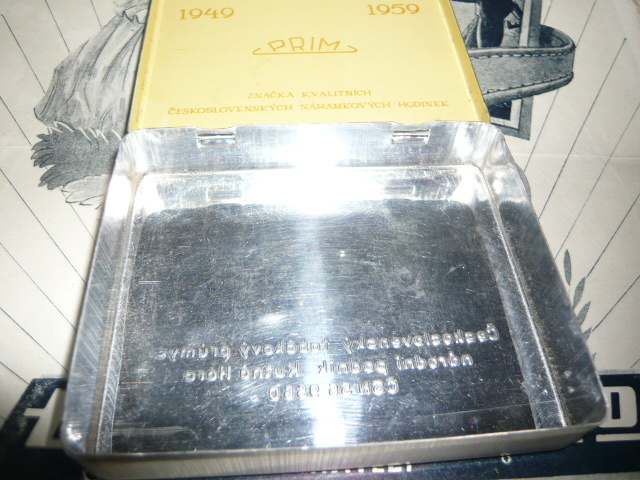 1949 1959
PRIM
ZNAČKA KVALITNÍCH
ČESKOSLOVENSKÝCH NÁRAMKOVÝCH HODINEK
Československý tabákový průmysl
národní podnik Kutná Hora